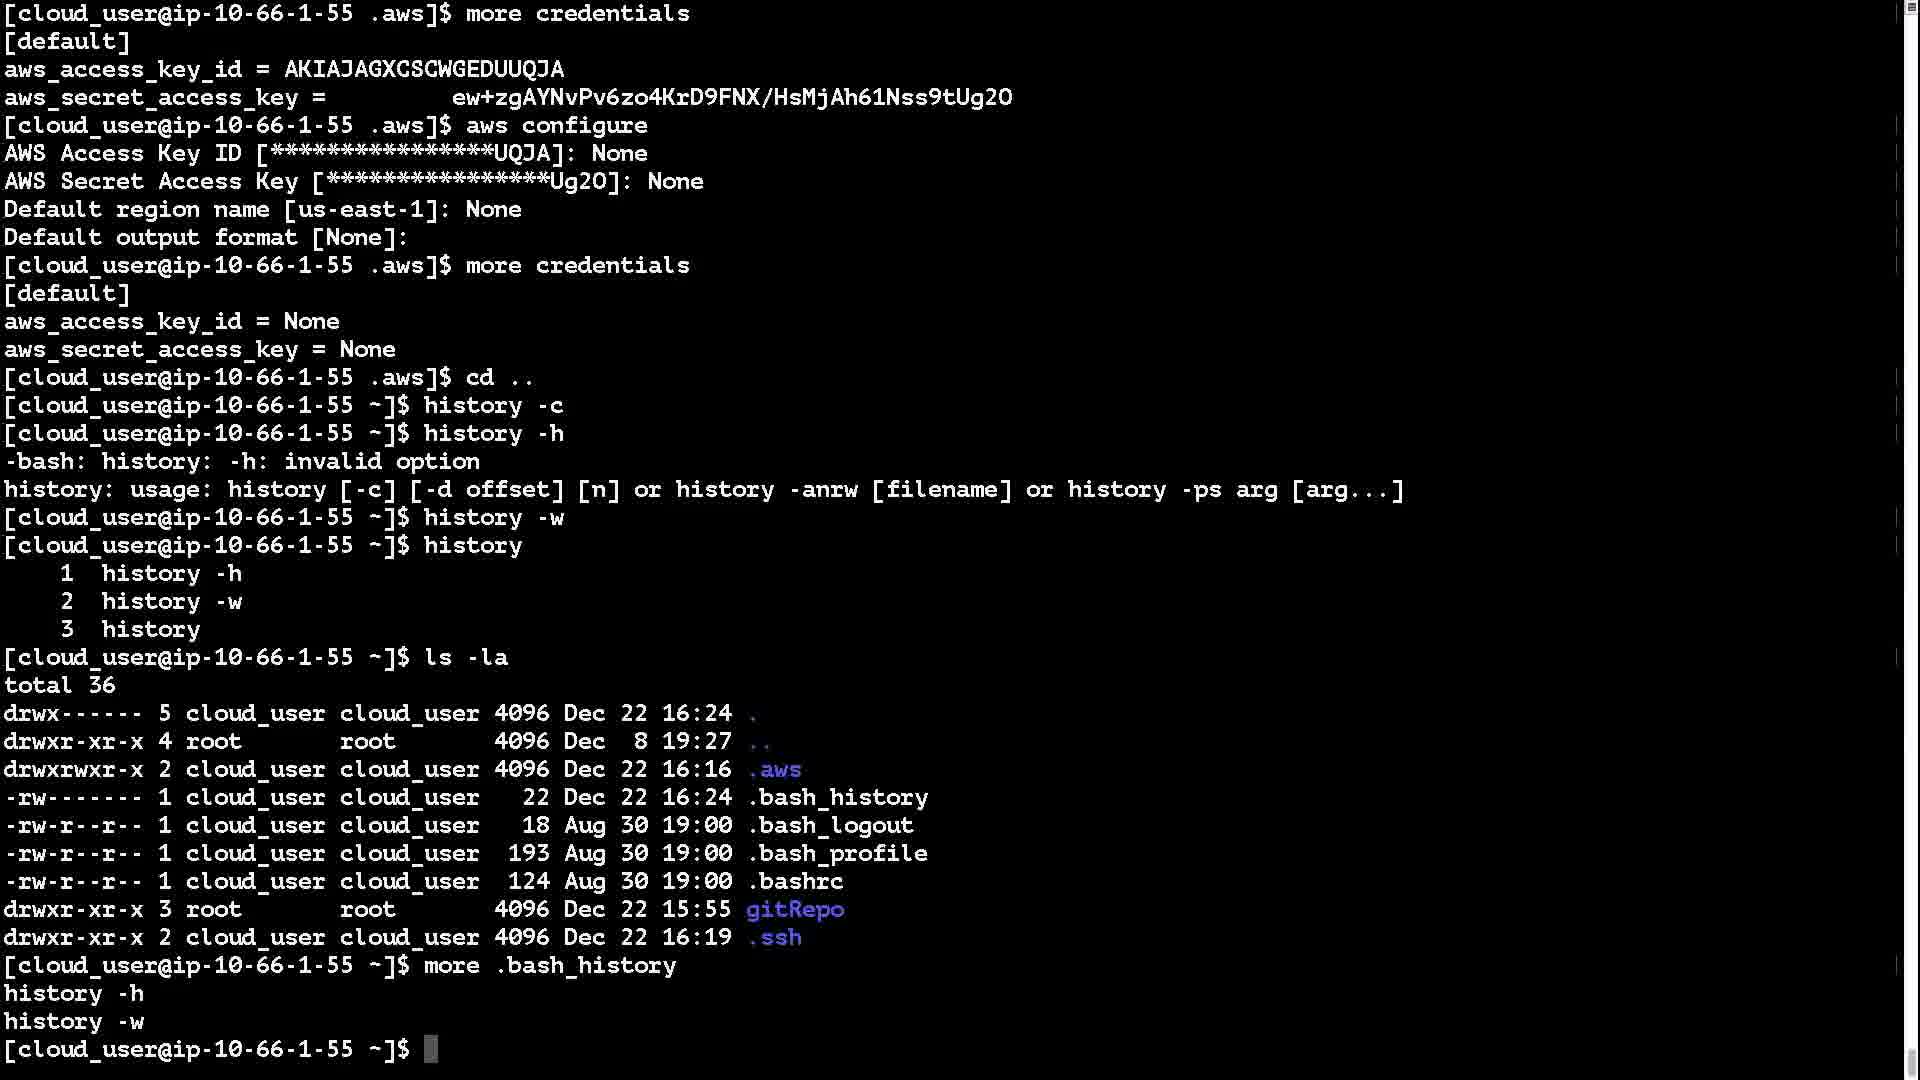 [cloud_user@ip-10-66-1-55 .aws]$ more credentials
[default]
aws_access_key_id = AKIAJAGXCSCWGEDUUQJA
aws_secret_access_key =         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
[cloud_user@ip-10-66-1-55 .aws]$ aws configure
AWS Access Key ID [****************UQJA]: None
AWS Secret Access Key [****************Ug2O]: None
Default region name [us-east-1]: None
Default output format [None]:
[cloud_user@ip-10-66-1-55 .aws]$ more credentials
[default]
aws_access_key_id = None
aws_secret_access_key = None
[cloud_user@ip-10-66-1-55 .aws]$ cd ..
[cloud_user@ip-10-66-1-55 ~]$ history -c
[cloud_user@ip-10-66-1-55 ~]$ history -h
-bash: history: -h: invalid option
history: usage: history [-c] [-d offset] [n] or history -anrw [filename] or history -ps arg [arg...]
[cloud_user@ip-10-66-1-55 ~]$ history -w
[cloud_user@ip-10-66-1-55 ~]$ history
    1  history -h
    2  history -w
    3  history
[cloud_user@ip-10-66-1-55 ~]$ ls -la
total 36
drwx------ 5 cloud_user cloud_user 4096 Dec 22 16:24 .
drwxr-xr-x 4 root       root       4096 Dec  8 19:27 ..
drwxrwxr-x 2 cloud_user cloud_user 4096 Dec 22 16:16 .aws
-rw------- 1 cloud_user cloud_user   22 Dec 22 16:24 .bash_history
-rw-r--r-- 1 cloud_user cloud_user   18 Aug 30 19:00 .bash_logout
-rw-r--r-- 1 cloud_user cloud_user  193 Aug 30 19:00 .bash_profile
-rw-r--r-- 1 cloud_user cloud_user  124 Aug 30 19:00 .bashrc
drwxr-xr-x 3 root       root       4096 Dec 22 15:55 gitRepo
drwxr-xr-x 2 cloud_user cloud_user 4096 Dec 22 16:19 .ssh
[cloud_user@ip-10-66-1-55 ~]$ more .bash_history
history -h
history -w
[cloud_user@ip-10-66-1-55 ~]$